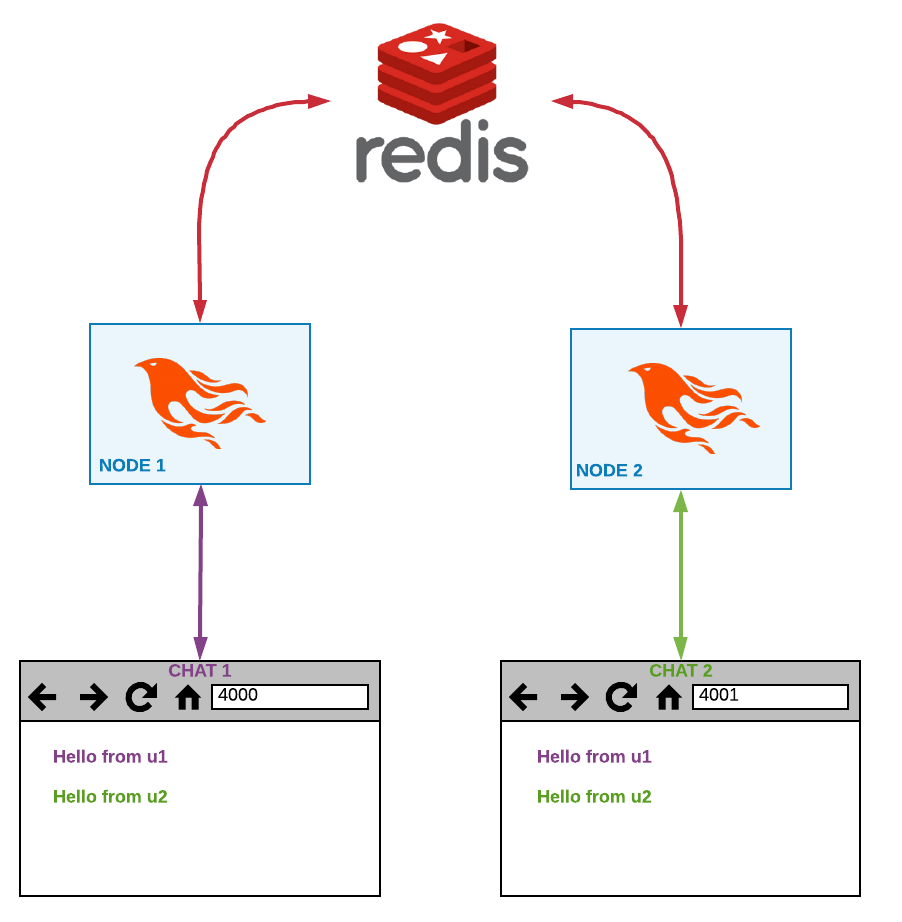 redis
NODE 1
NODE 2
CHAT 1
4000
Hello from u1
Hello from u2
CHAT 2
4001
Hello from u1
Hello from u2